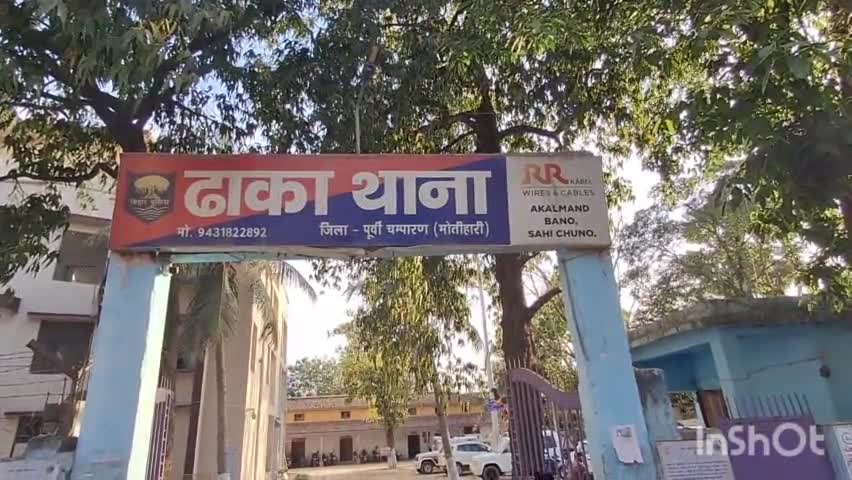 ढाका थाना
मो. 9431822892
जिला - पूर्वी चम्पारण (मोतीहारी)
बिहार पुलिस
RR KABEL
WIRES & CABLES
AKALMAND
BANO,
SAHI CHUNO.
InShOt